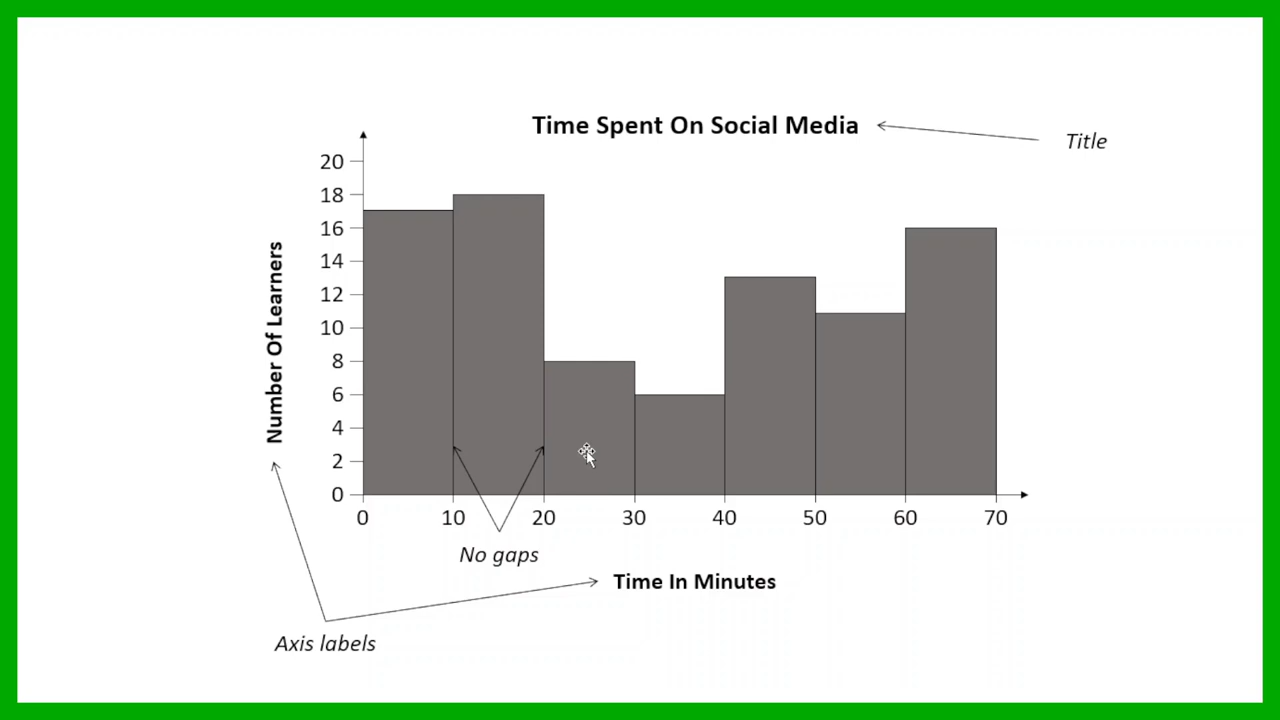 Time Spent On Social Media
Title
20
18
16
14
12
10
8
6
4
2
0
Number Of Learners
0 10 20 30 40 50 60 70
No gaps
Time In Minutes
Axis labels